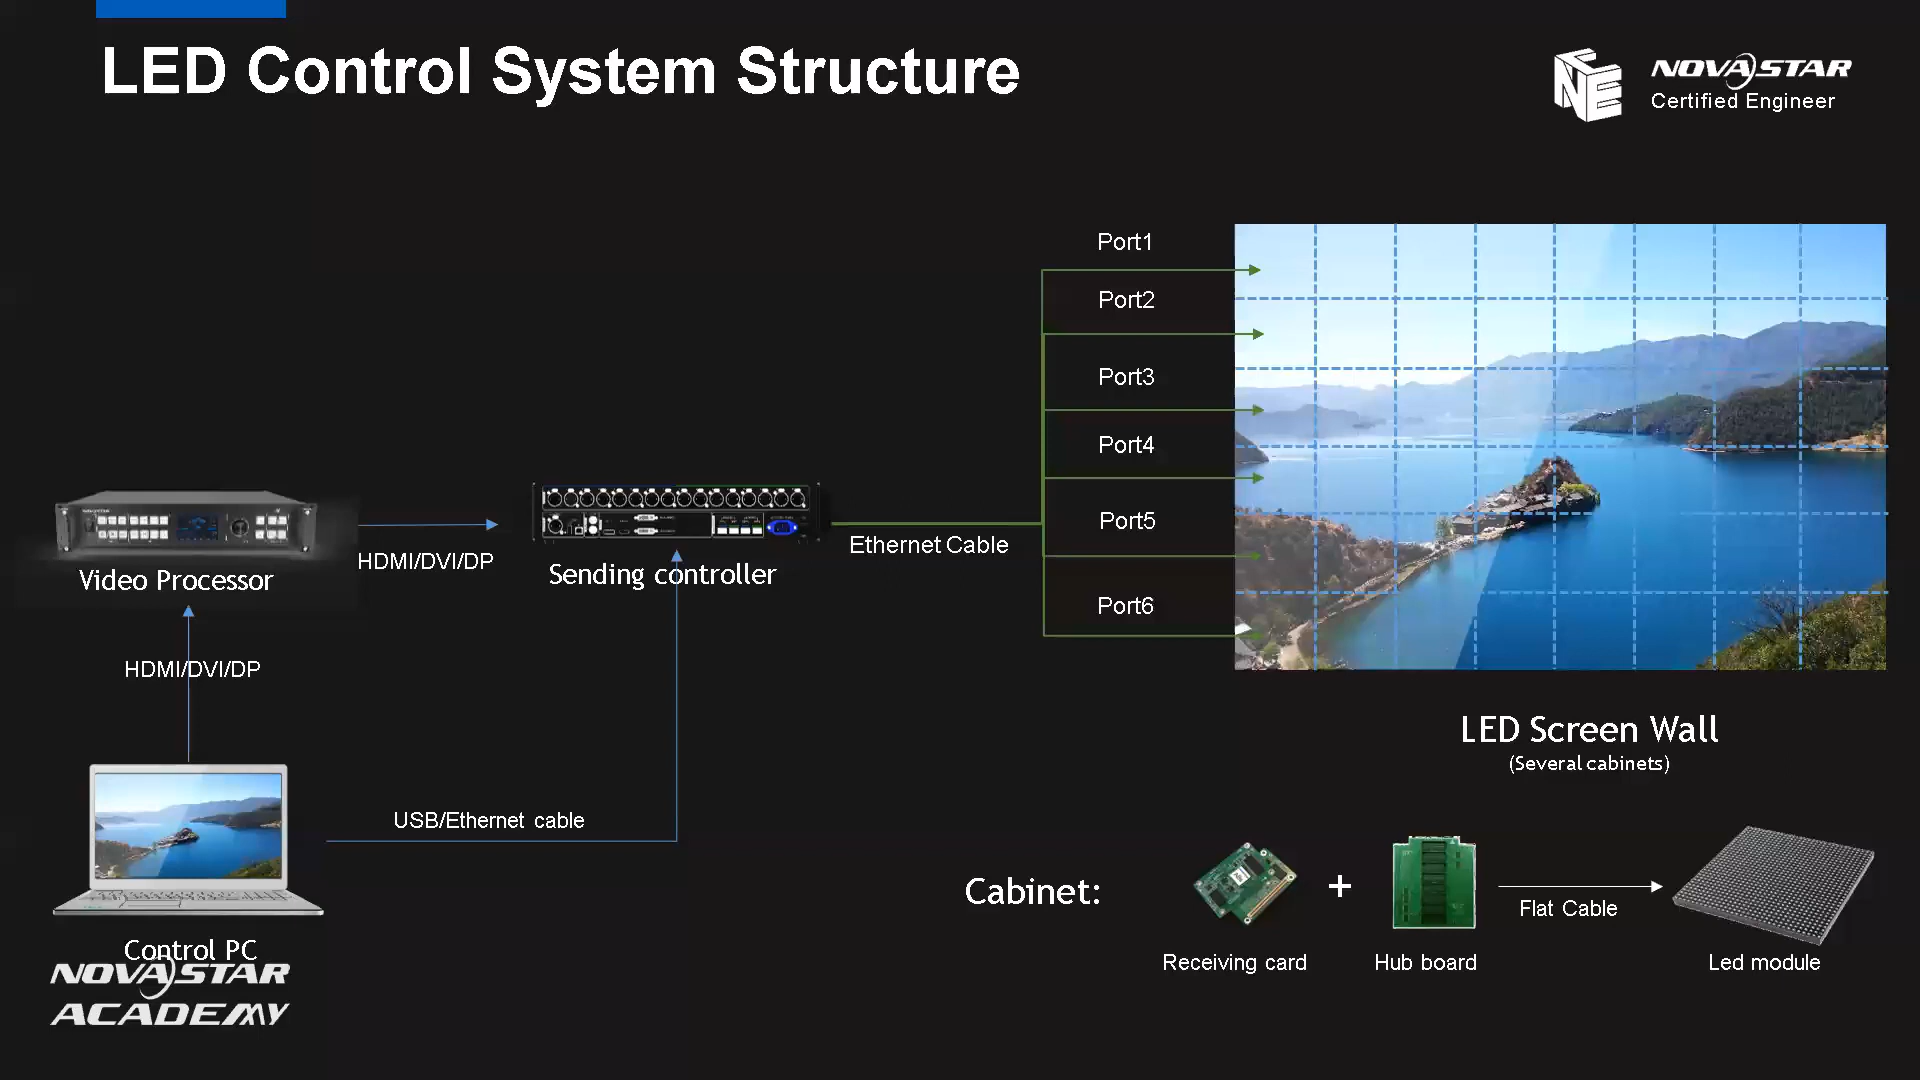 LED Control System Structure
NOVASTAR
Certified Engineer
NE
Port1
Port2
Port3
Port4
Port5
Port6
HDMI/DVI/DP
Ethernet Cable
Video Processor
Sending controller
HDMI/DVI/DP
LED Screen Wall
(Several cabinets)
USB/Ethernet cable
Cabinet:
+
Flat Cable
Control PC
Receiving card
Hub board
Led module
NOVASTAR
ACADEMY